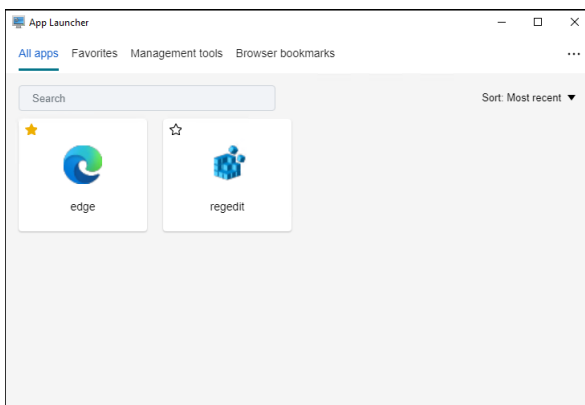 App Launcher
All apps Favorites Management tools Browser bookmarks
Search
Sort: Most recent
edge
regedit